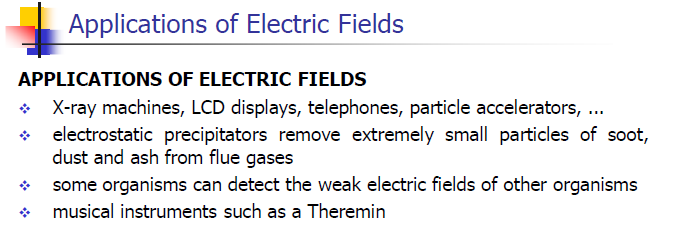 Applications of Electric Fields
APPLICATIONS OF ELECTRIC FIELDS
X-ray machines, LCD displays, telephones, particle accelerators, ...
electrostatic precipitators remove extremely small particles of soot,
dust and ash from flue gases
some organisms can detect the weak electric fields of other organisms
musical instruments such as a Theremin